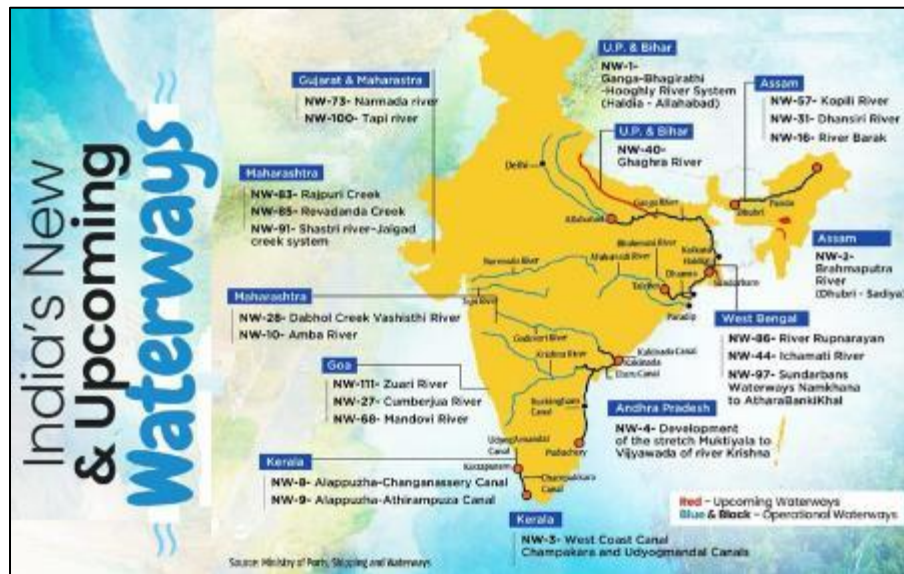 India's New
& Upcoming
Waterways
Gujarat & Maharastra
NW-73- Narmada river
NW-100- Tapi river
Maharashtra
NW-83- Rajpuri Creek
NW-85- Revadanda Creek
NW-91- Shastri river-Jaigad
creek system
Maharashtra
NW-28- Dabhol Creek Vashisthi River
NW-10- Amba River
Goa
NW-111- Zuari River
NW-27- Cumberjua River
NW-68- Mandovi River
Kerala
NW-8- Alappuzha-Changanassery Canal
NW-9- Alappuzha-Athirampuza Canal
Kerala
NW-3- West Coast Canal
Champakara and Udyogmandal Canals
U.P. & Bihar
NW-1-
Ganga-Bhagirathi
-Hooghly River System
(Haldia - Allahabad)
U.P. & Bihar
NW-40-
Ghaghra River
Assam
NW-57- Kopili River
NW-31- Dhansiri River
NW-16- River Barak
Assam
NW-2-
Brahmaputra
River
(Dhubri - Sadiya)
West Bengal
NW-86- River Rupnarayan
NW-44- Ichamati River
NW-97- Sundarbans
Waterways Namkhana
to AtharaBankiKhal
Andhra Pradesh
NW-4- Development
of the stretch Muktiyala to
Vijyawada of river Krishna
Delhi
Allahabad
Ganga River
Dhubri
Kolkata
Haldia
Sundarbans
Dhamra
Talcher
Paradip
Mahanadi River
Narmada River
Tapi River
Godavari River
Krishna River
Kakinada Canal
Kakinada
Eluru Canal
Buckingham
Canal
Puducherry
Canal
Kottapuram
Champakkara
Canal
Red - Upcoming Waterways
Blue & Black - Operational Waterways
Source: Ministry of Ports, Shipping and Waterways